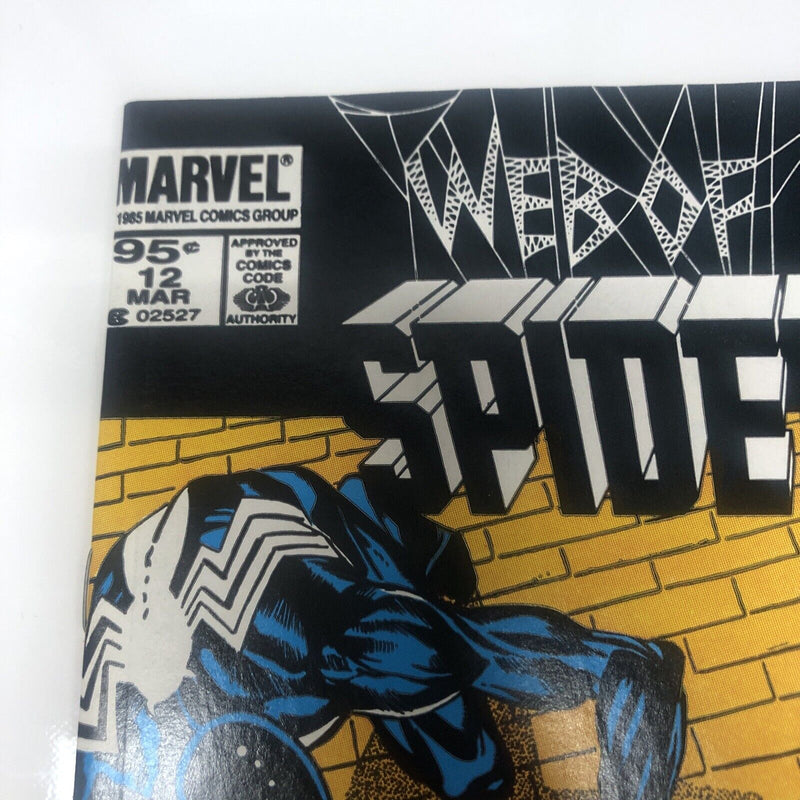 WEB OF
MARVEL®
1985 MARVEL COMICS GROUP
95¢
12
MAR
02527
APPROVED
BY THE
COMICS
CODE
AUTHORITY
SPIDE